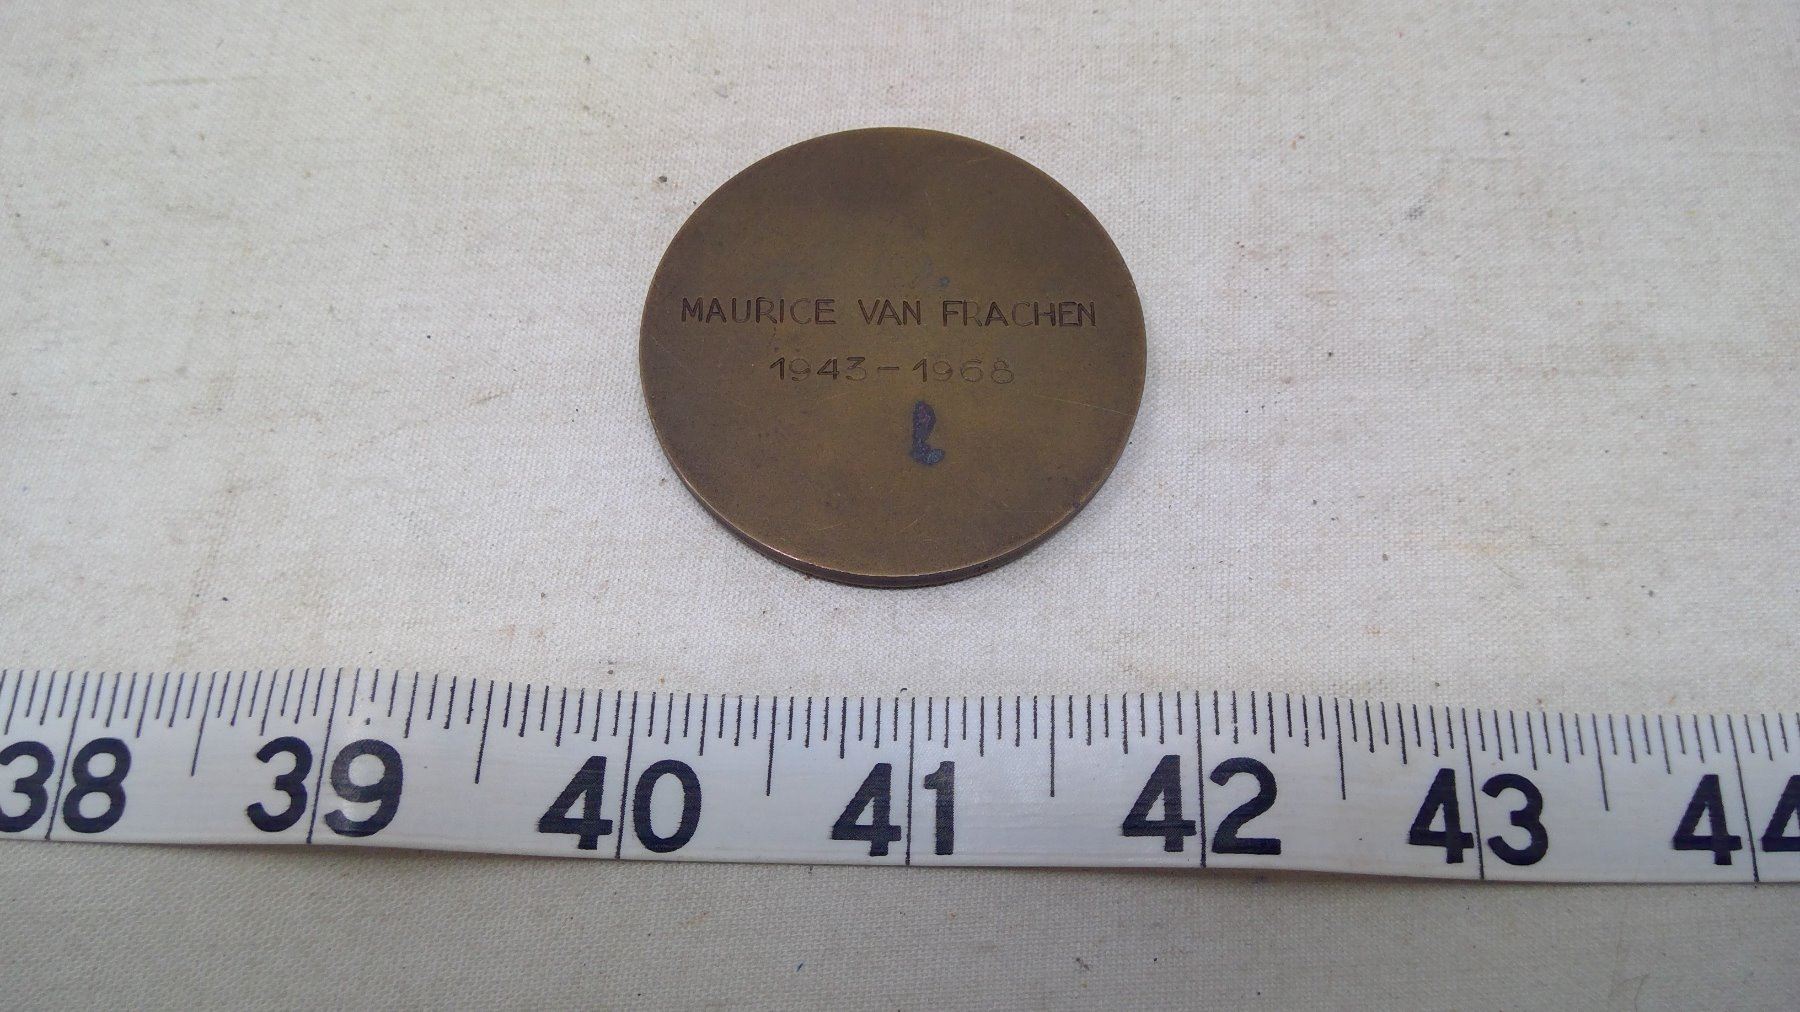 MAURICE VAN FRACHEN
1943-1968
38 39 40 41 42 43 44